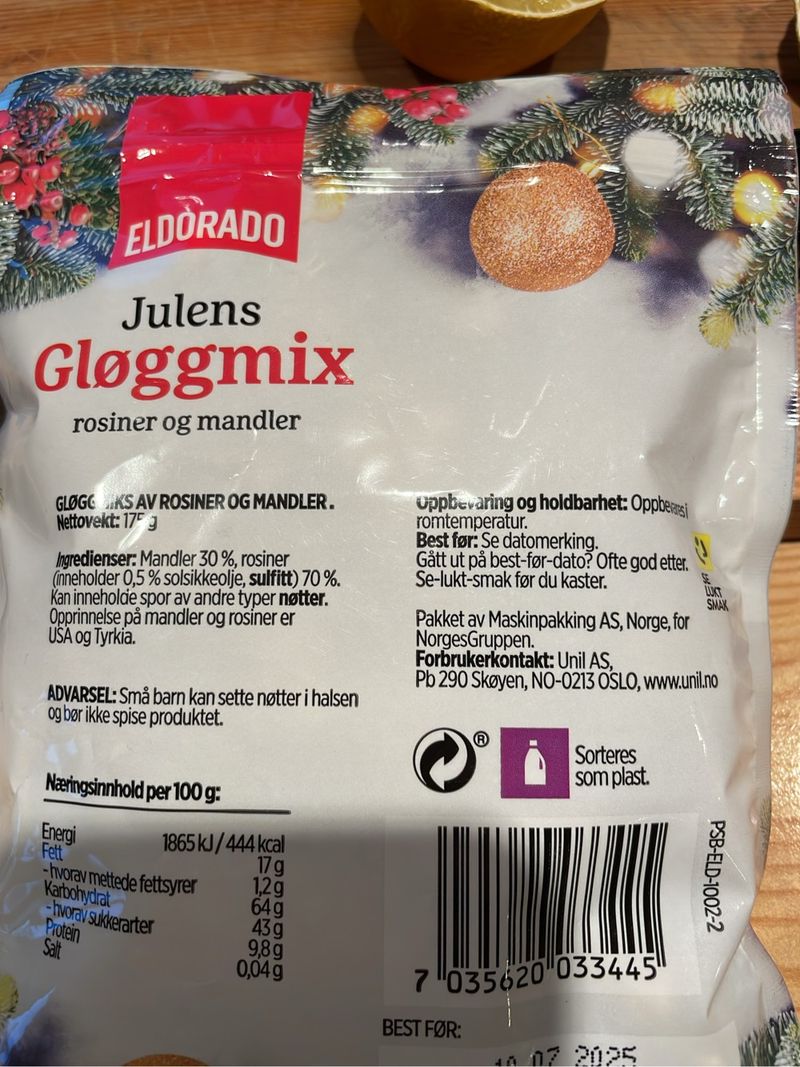 ELDORADO
Julens
Gløggmix
rosiner og mandler
AV ROSINER OG MANDLER.
Nettovekt: 175 g
Ingredienser: Mandler 30 %, rosiner
(inneholder 0,5 % solsikkeolje, sulfitt) 70 %.
Kan inneholde spor av andre typer nøtter.
Opprinnelse på mandler og rosiner er
USA og Tyrkia.
ADVARSEL: Små barn kan sette nøtter i halsen
og bør ikke spise produktet.
Næringsinnhold per 100 g:
Energi 1865 kJ / 444 kcal
Fett 17 g
- hvorav mettede fettsyrer 1,2 g
Karbohydrat 64 g
- hvorav sukkerarter 43 g
Protein 9,8 g
Salt 0,04 g
Oppbevaring og holdbarhet: Oppbevares i
romtemperatur.
Best før: Se datomerking.
Gått ut på best-før-dato? Ofte god etter.
Se-lukt-smak før du kaster.
SE
LUKT
SMAK
Pakket av Maskinpakking AS, Norge, for
NorgesGruppen.
Forbrukerkontakt: Unil AS,
Pb 290 Skøyen, NO-0213 OSLO, www.unil.no
®
Sorteres
som plast.
PSB-ELD-1002-2
7 035620 033445
BEST FØR:
10 07 2025